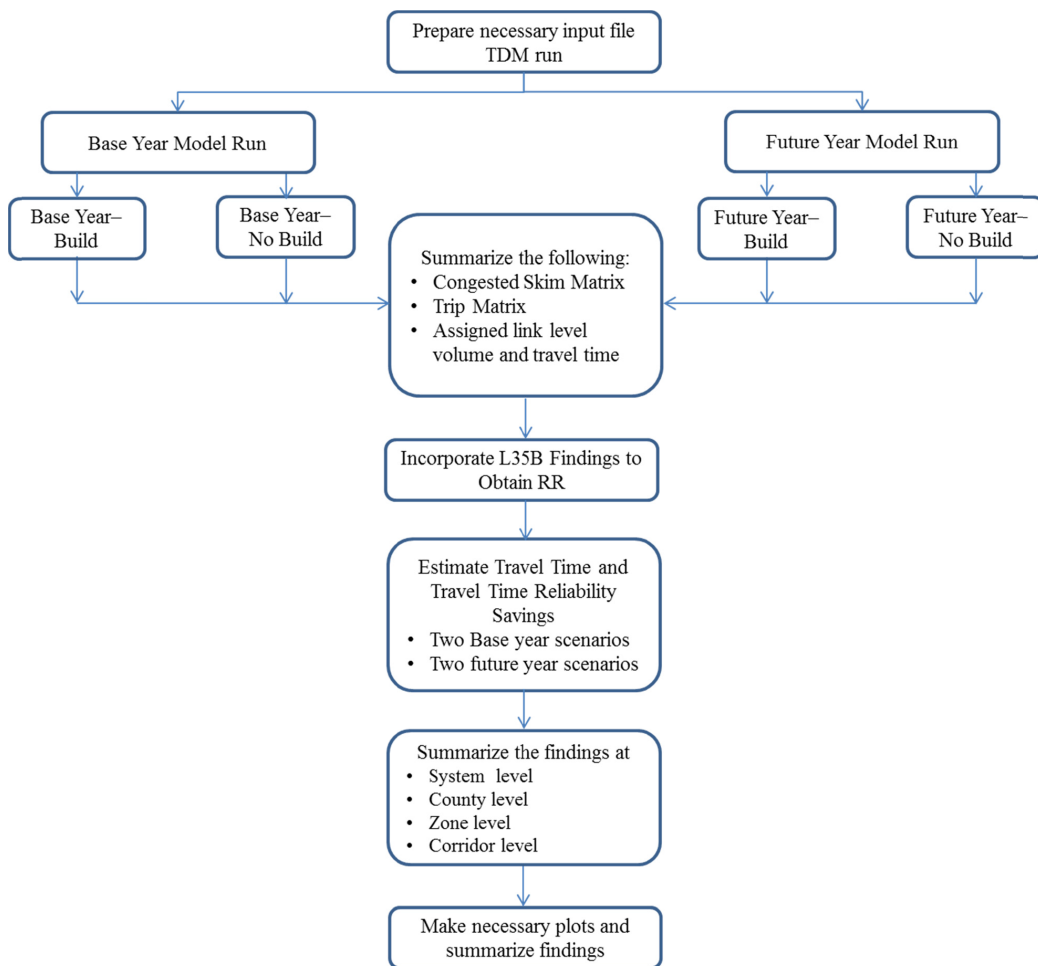 Prepare necessary input file
TDM run
Base Year Model Run
Future Year Model Run
Base Year–
Build
Base Year–
No Build
Future Year–
Build
Future Year–
No Build
Summarize the following:
• Congested Skim Matrix
• Trip Matrix
• Assigned link level
volume and travel time
Incorporate L35B Findings to
Obtain RR
Estimate Travel Time and
Travel Time Reliability
Savings
• Two Base year scenarios
• Two future year scenarios
Summarize the findings at
• System level
• County level
• Zone level
• Corridor level
Make necessary plots and
summarize findings